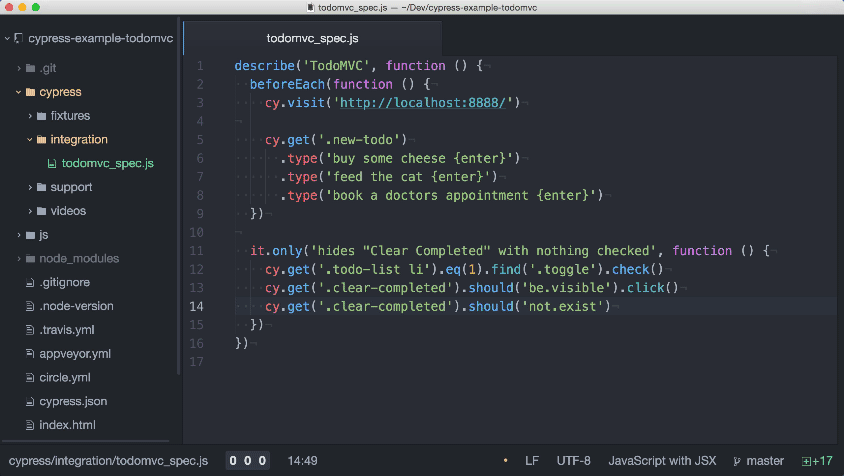 todomvc_spec.js — ~/Dev/cypress-example-todomvc
cypress-example-todomvc
.git
cypress
fixtures
integration
todomvc_spec.js
support
videos
js
node_modules
.gitignore
.node-version
.travis.yml
appveyor.yml
circle.yml
cypress.json
index.html
todomvc_spec.js
1 describe('TodoMVC', function () {
2 beforeEach(function () {
3 cy.visit('http://localhost:8888/')
4
5 cy.get('.new-todo')
6 .type('buy some cheese {enter}')
7 .type('feed the cat {enter}')
8 .type('book a doctors appointment {enter}')
9 })
10
11 it.only('hides "Clear Completed" with nothing checked', function () {
12 cy.get('.todo-list li').eq(1).find('.toggle').check()
13 cy.get('.clear-completed').should('be.visible').click()
14 cy.get('.clear-completed').should('not.exist')
15 })
16 })
17
cypress/integration/todomvc_spec.js 0 0 0 14:49 LF UTF-8 JavaScript with JSX master +17